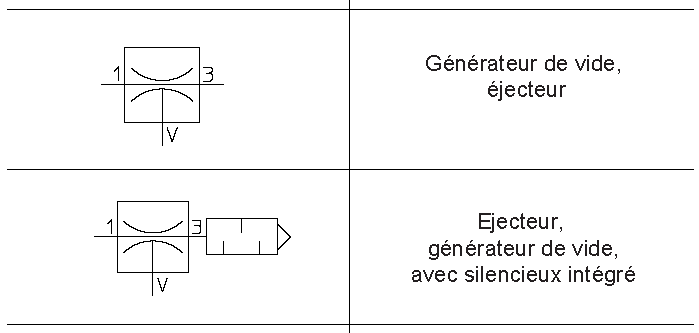 1 3
V
Générateur de vide,
éjecteur
1 3
V
Ejecteur,
générateur de vide,
avec silencieux intégré